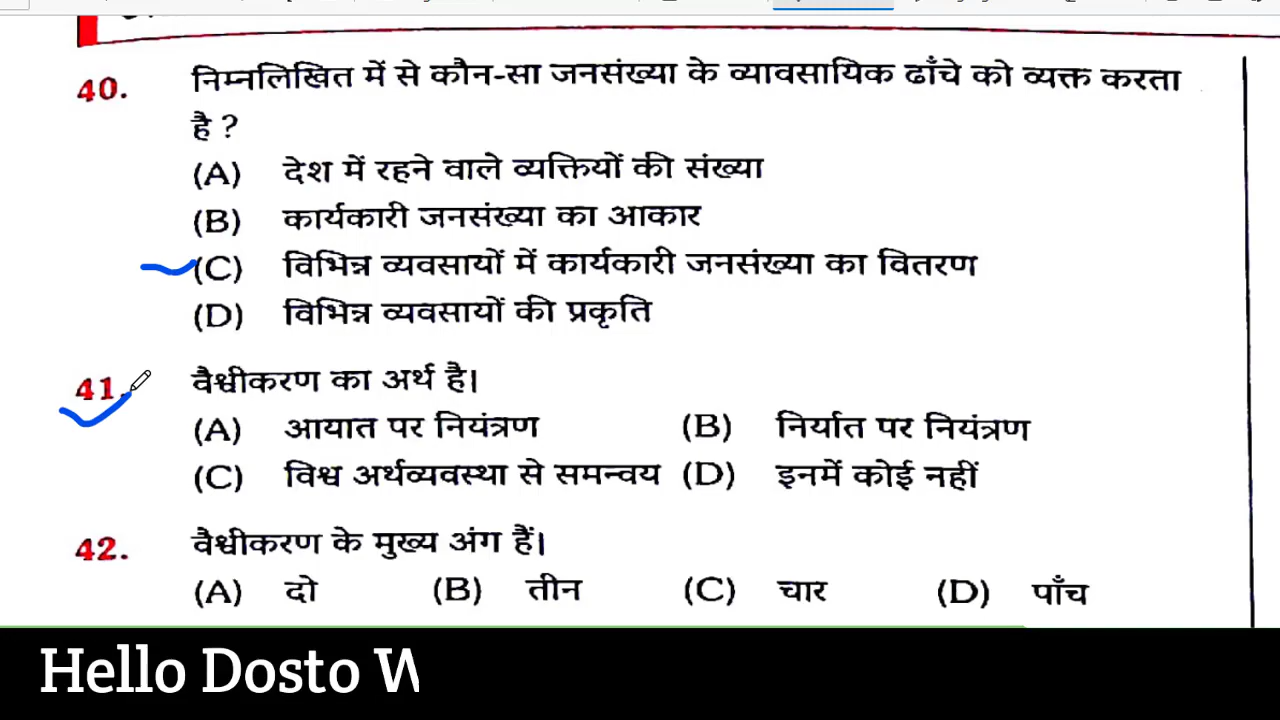 40. निम्नलिखित में से कौन-सा जनसंख्या के व्यावसायिक ढाँचे को व्यक्त करता
है ?
(A) देश में रहने वाले व्यक्तियों की संख्या
(B) कार्यकारी जनसंख्या का आकार
(C) विभिन्न व्यवसायों में कार्यकारी जनसंख्या का वितरण
(D) विभिन्न व्यवसायों की प्रकृति
41. वैश्वीकरण का अर्थ है।
(A) आयात पर नियंत्रण (B) निर्यात पर नियंत्रण
(C) विश्व अर्थव्यवस्था से समन्वय (D) इनमें कोई नहीं
42. वैश्वीकरण के मुख्य अंग हैं।
(A) दो (B) तीन (C) चार (D) पाँच
Hello Dosto W